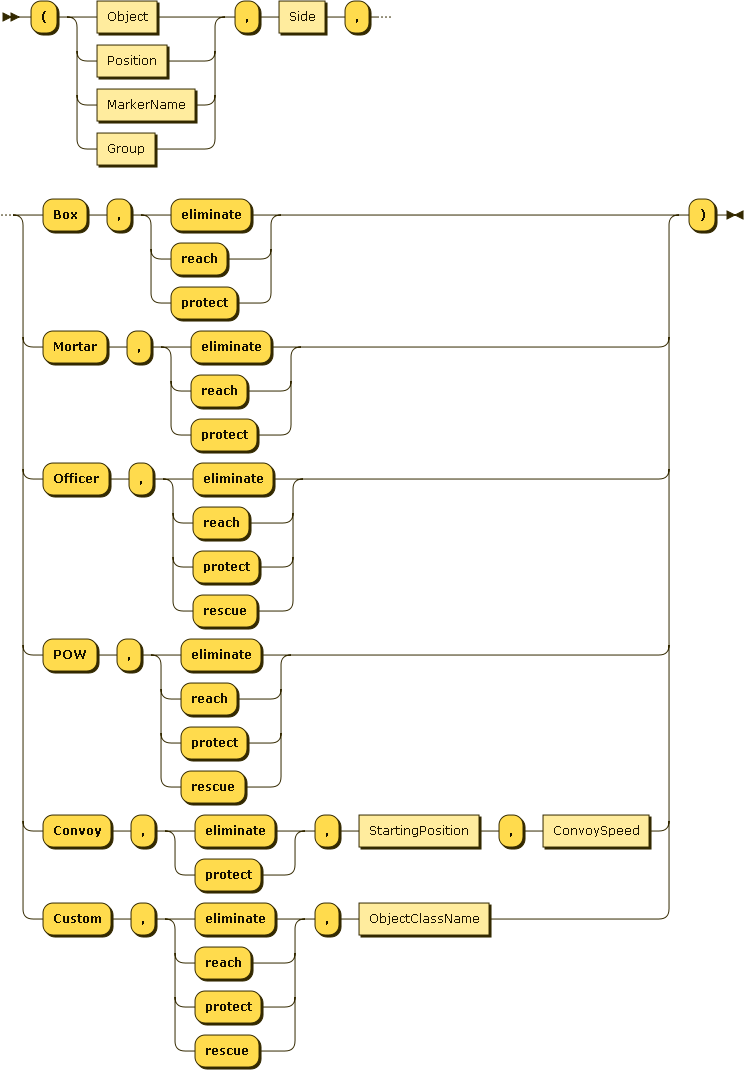 ( Object , Side ,
Position
MarkerName
Group
Box , eliminate )
reach
protect
Mortar , eliminate
reach
protect
Officer , eliminate
reach
protect
rescue
POW , eliminate
reach
protect
rescue
Convoy , eliminate , StartingPosition , ConvoySpeed
protect
Custom , eliminate , ObjectClassName
reach
protect
rescue